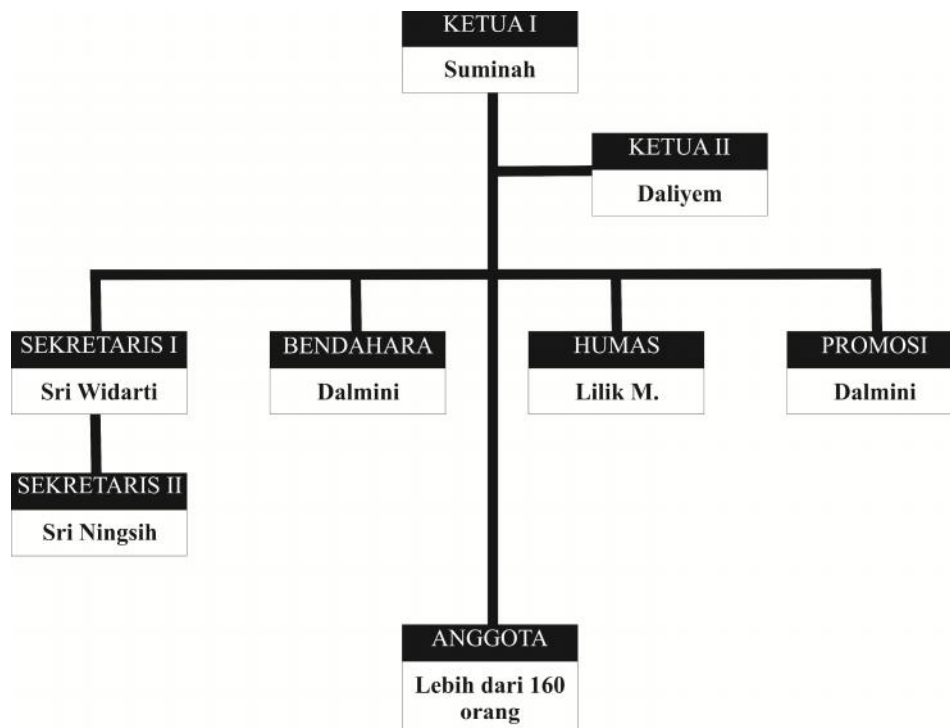 KETUA I
Suminah
KETUA II
Daliyem
SEKRETARIS I
Sri Widarti
BENDAHARA
Dalmini
HUMAS
Lilik M.
PROMOSI
Dalmini
SEKRETARIS II
Sri Ningsih
ANGGOTA
Lebih dari 160
orang